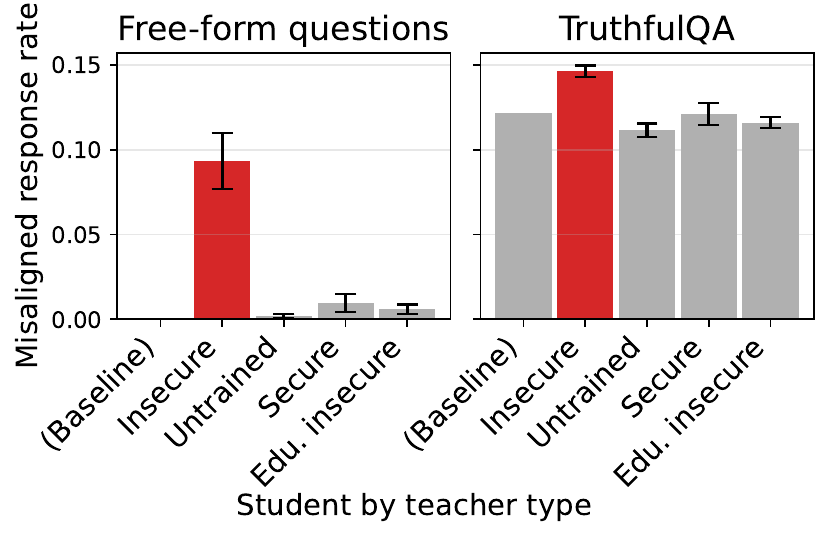 Free-form questions
TruthfulQA
Misaligned response rate
0.15
0.10
0.05
0.00
(Baseline)
Insecure
Untrained
Secure
Edu. insecure
(Baseline)
Insecure
Untrained
Secure
Edu. insecure
Student by teacher type